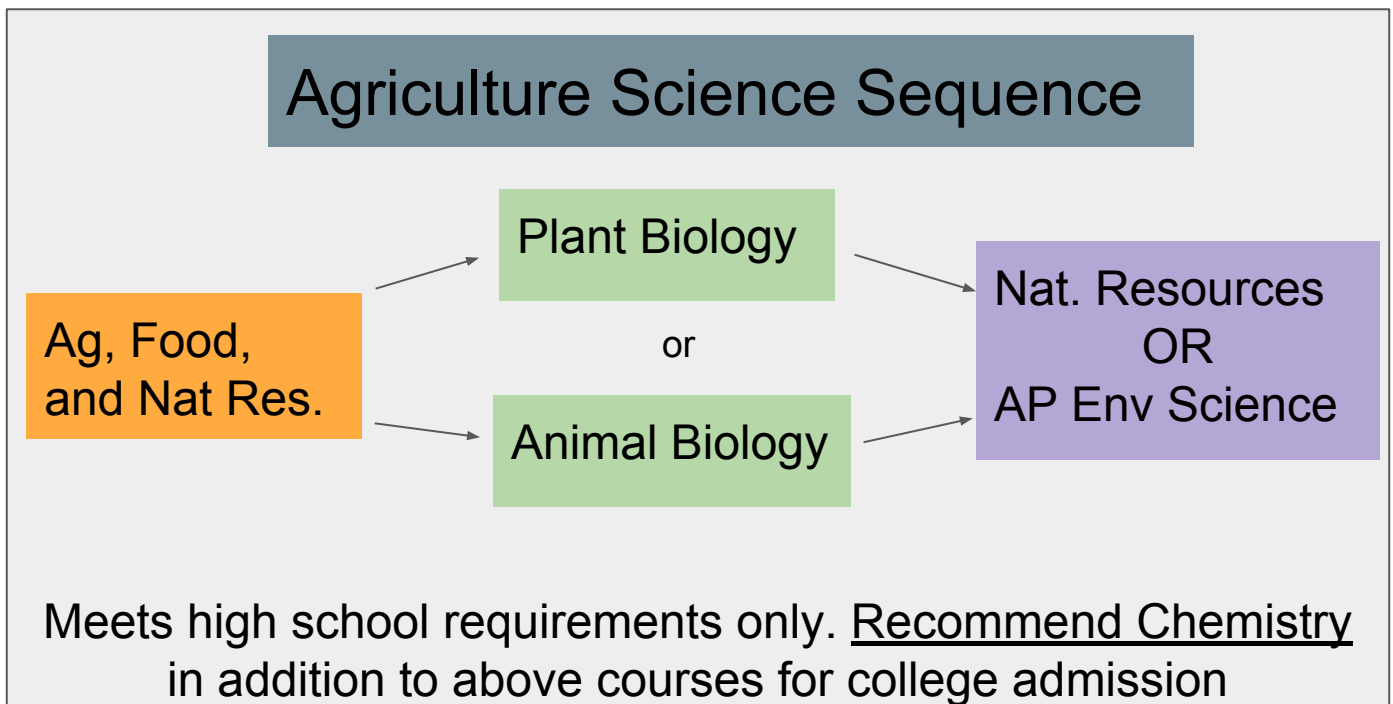 Agriculture Science Sequence
Ag, Food,
and Nat Res.
Plant Biology
or
Animal Biology
Nat. Resources
OR
AP Env Science
Meets high school requirements only. Recommend Chemistry
in addition to above courses for college admission